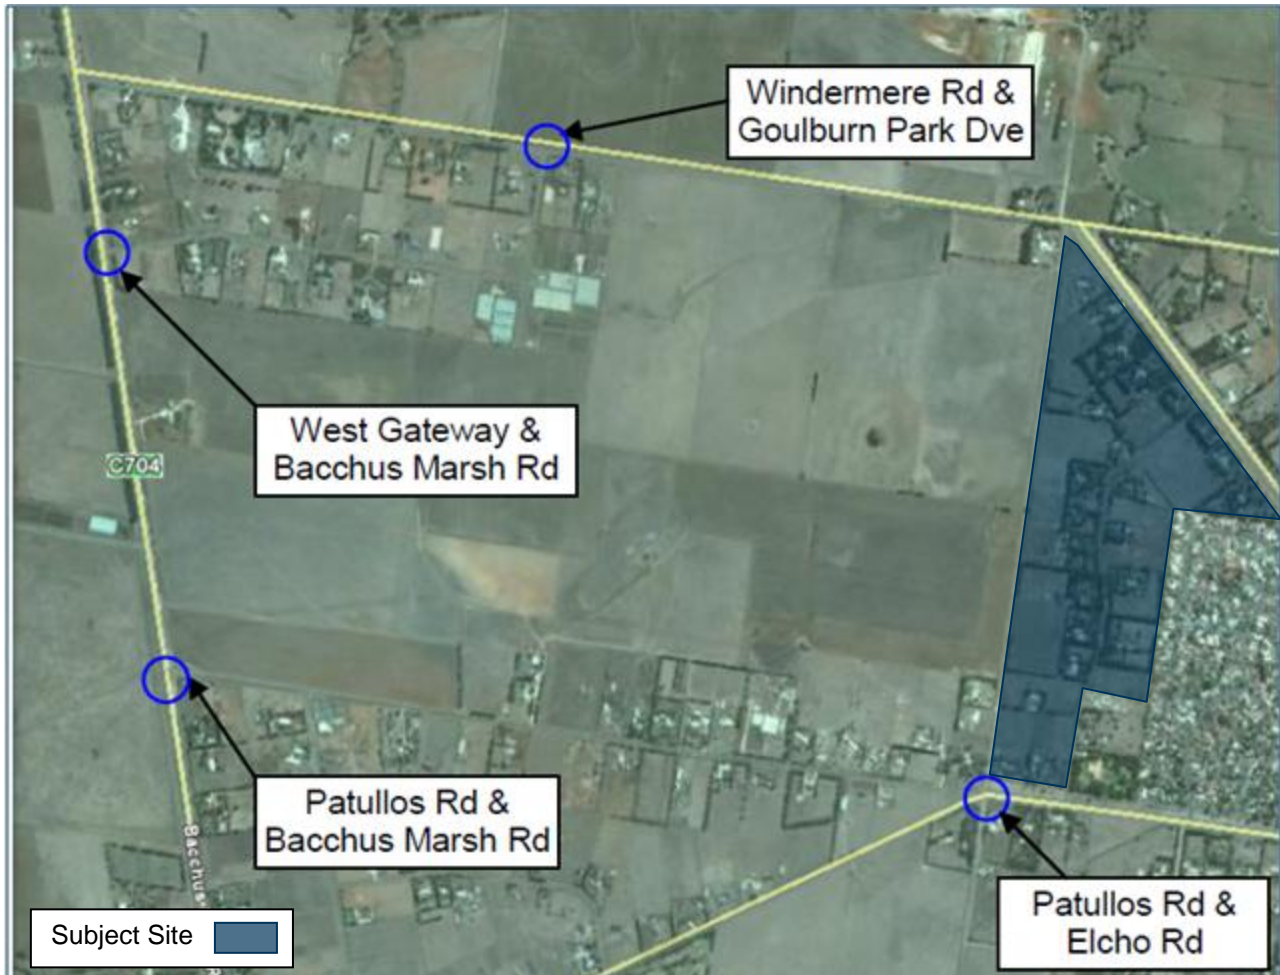 Windermere Rd &
Goulburn Park Dve
West Gateway &
Bacchus Marsh Rd
C704
Patullos Rd &
Bacchus Marsh Rd
Bacchus
Patullos Rd &
Elcho Rd
Subject Site